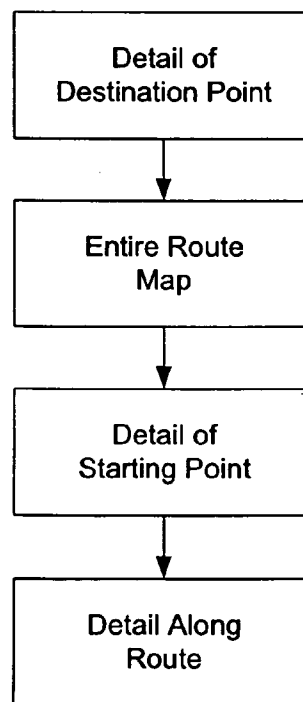 Detail of
Destination Point
Entire Route
Map
Detail of
Starting Point
Detail Along
Route